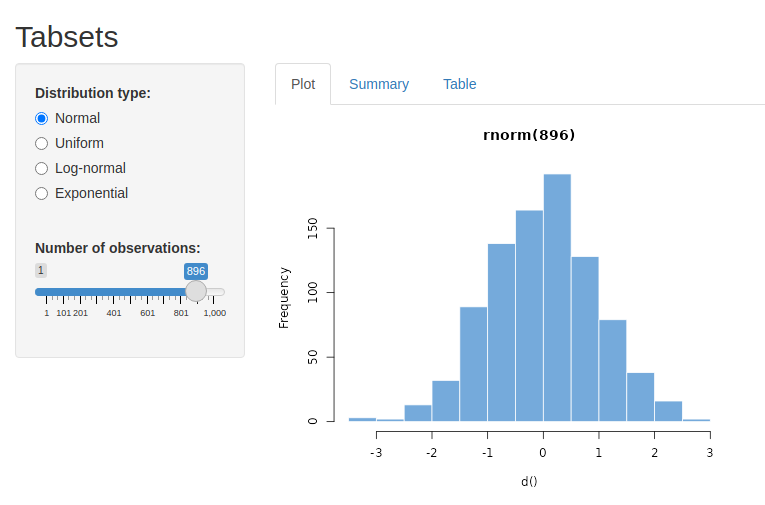 Tabsets
Distribution type:
Normal
Uniform
Log-normal
Exponential
Number of observations:
1 896
1 101 201 401 601 801 1,000
Plot Summary Table
rnorm(896)
Frequency
150
100
50
0
-3 -2 -1 0 1 2 3
d()